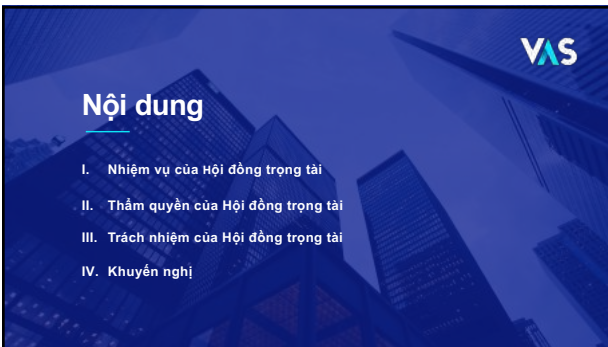 VAS
Nội dung
I. Nhiệm vụ của Hội đồng trọng tài
II. Thẩm quyền của Hội đồng trọng tài
III. Trách nhiệm của Hội đồng trọng tài
IV. Khuyến nghị